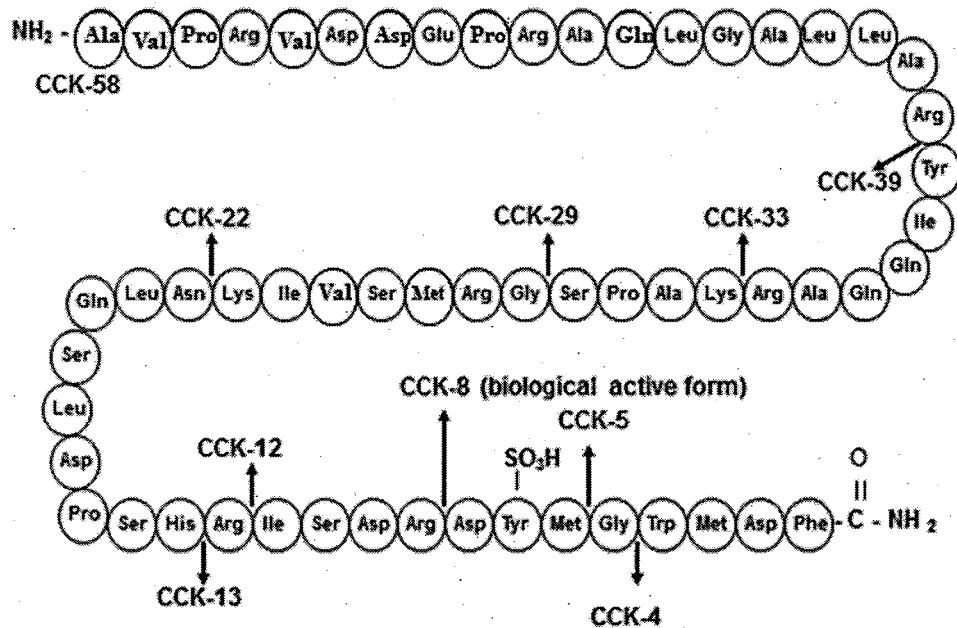 NH2 - Ala Val Pro Arg Val Asp Asp Glu Pro Arg Ala Gln Leu Gly Ala Leu Leu
CCK-58
Ala
Arg
CCK-39
Tyr
Ile
Gln
CCK-22 CCK-29 CCK-33
Gln Leu Asn Lys Ile Val Ser Met Arg Gly Ser Pro Ala Lys Arg Ala Gln
Ser
Leu
Asp
Pro
CCK-8 (biological active form)
CCK-12 CCK-5
SO3H O
Ser His Arg Ile Ser Asp Arg Asp Tyr Met Gly Trp Met Asp Phe - C - NH2
CCK-13 CCK-4